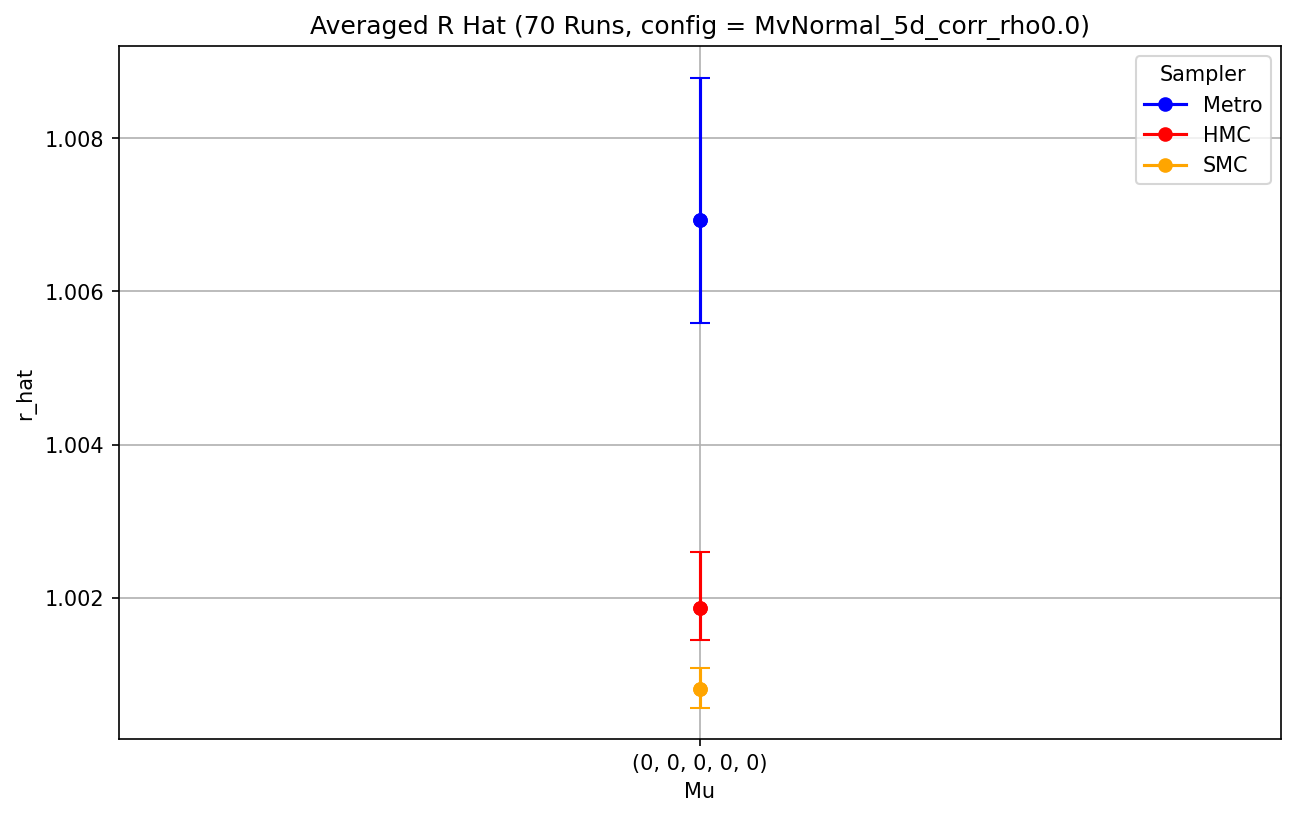 Averaged R Hat (70 Runs, config = MvNormal_5d_corr_rho0.0)
Sampler
Metro
HMC
SMC
1.008
1.006
1.004
1.002
r_hat
(0, 0, 0, 0, 0)
Mu